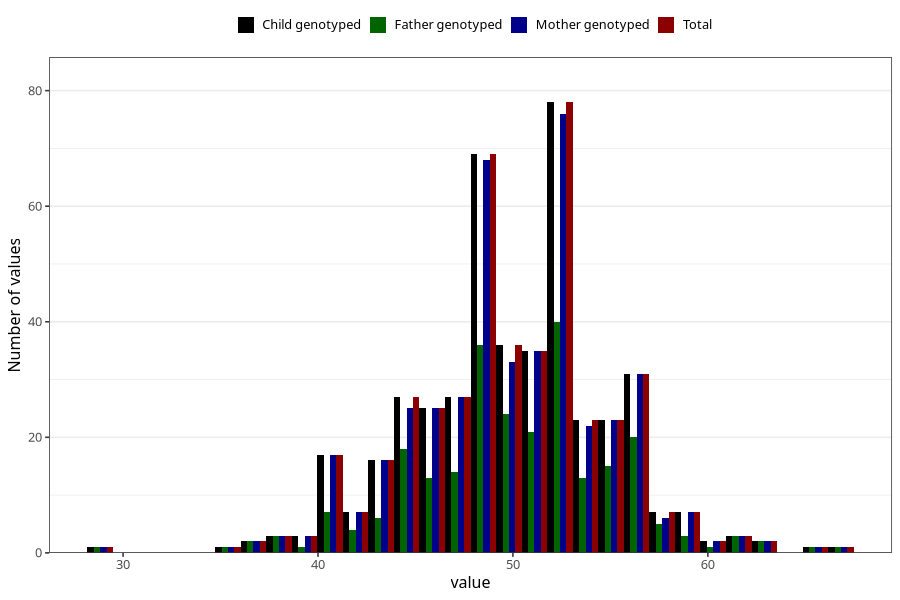 Child genotyped Father genotyped Mother genotyped Total
80
60
40
20
0
Number of values
30 40 50 60
value